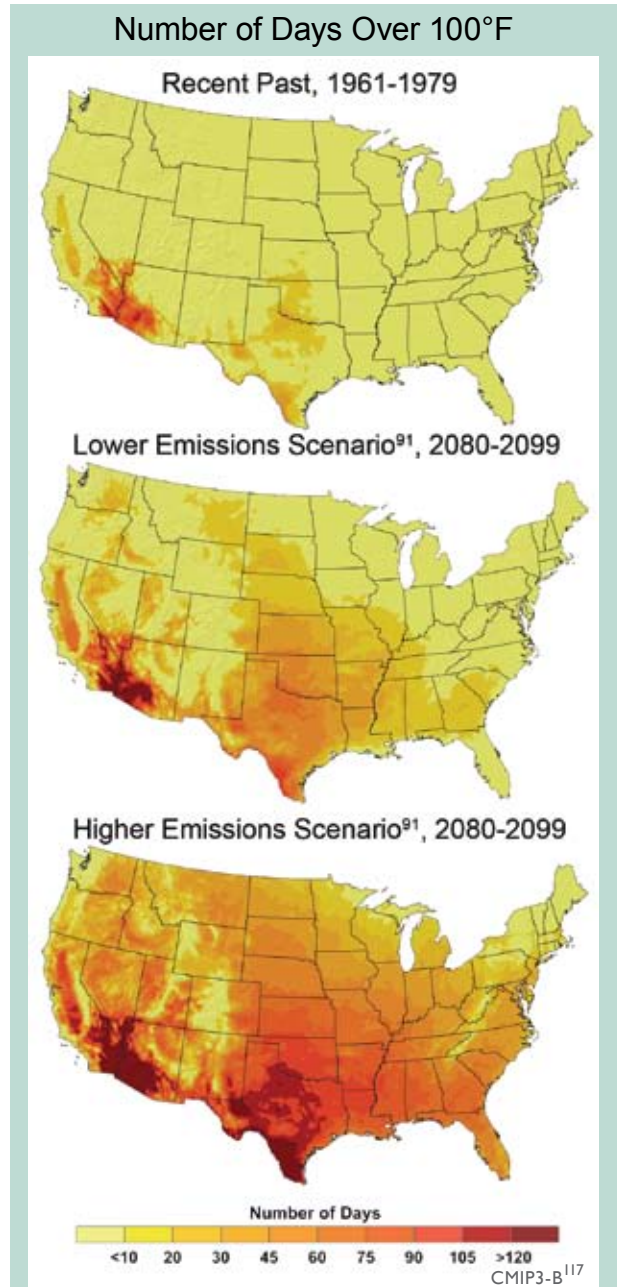 Number of Days Over 100°F
Recent Past, 1961-1979
Lower Emissions Scenario⁹¹, 2080-2099
Higher Emissions Scenario⁹¹, 2080-2099
Number of Days
<10 20 30 45 60 75 90 105 >120
CMIP3-B¹¹⁷